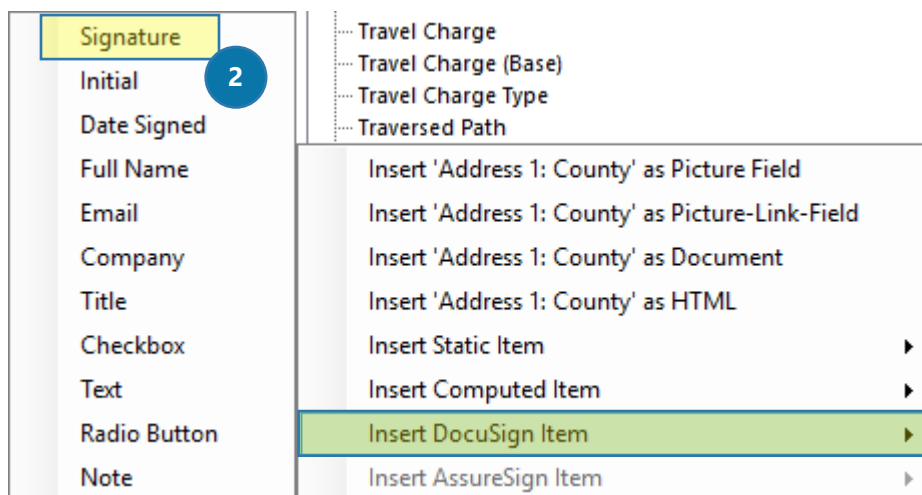 Signature
Initial
2
Date Signed
Full Name
Email
Company
Title
Checkbox
Text
Radio Button
Note
Travel Charge
Travel Charge (Base)
Travel Charge Type
Traversed Path
Insert 'Address 1: County' as Picture Field
Insert 'Address 1: County' as Picture-Link-Field
Insert 'Address 1: County' as Document
Insert 'Address 1: County' as HTML
Insert Static Item
Insert Computed Item
Insert DocuSign Item
Insert AssureSign Item